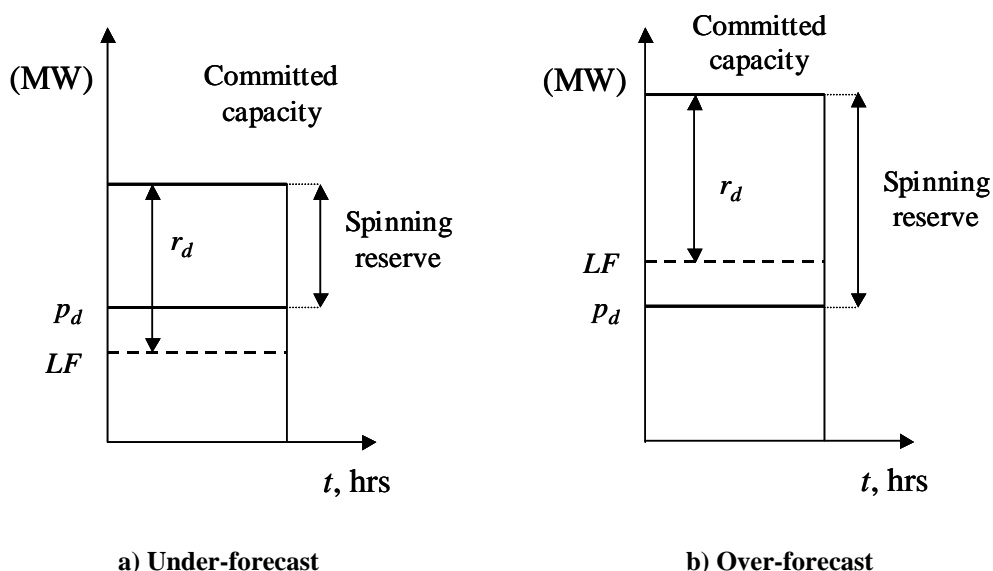 (MW)
Committed
capacity
r_d
Spinning
reserve
p_d
LF
t, hrs
a) Under-forecast
Committed
capacity
(MW)
r_d
Spinning
reserve
LF
p_d
t, hrs
b) Over-forecast